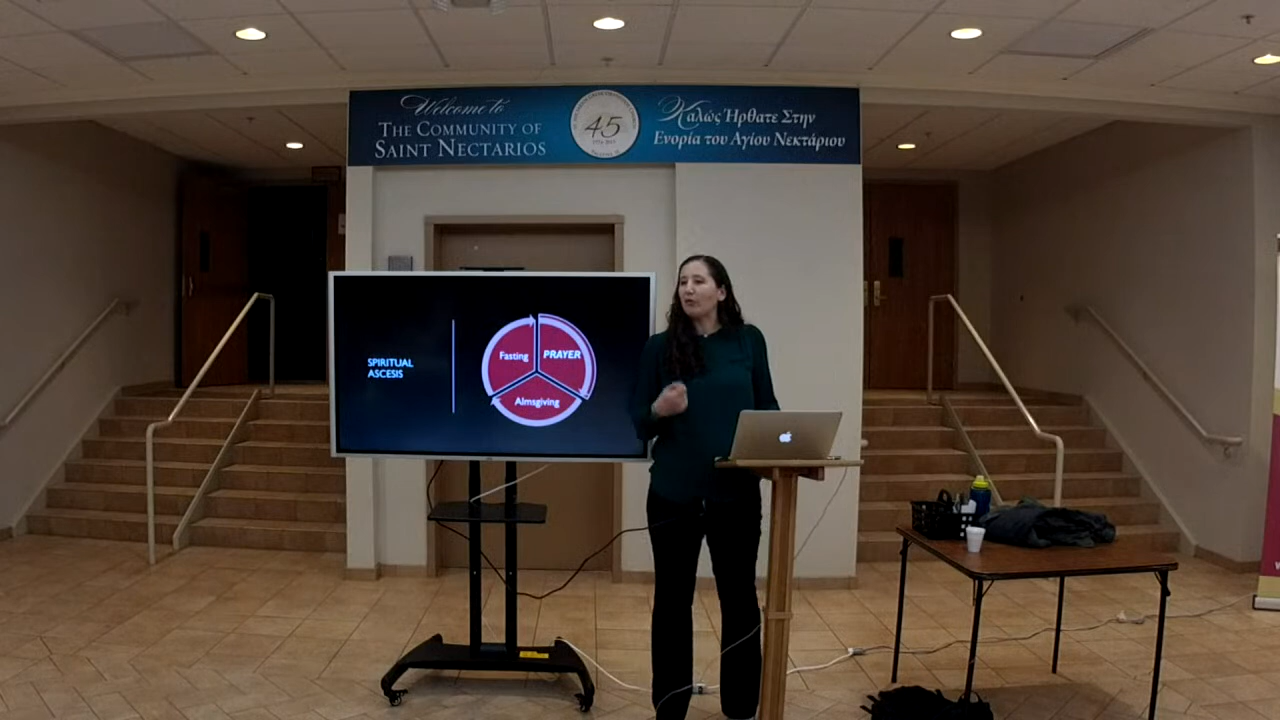 Welcome to
THE COMMUNITY OF
SAINT NECTARIOS
45
Καλώς Ήρθατε Στην
Ενορία του Αγίου Νεκτάριου
SPIRITUAL
ASCESIS
Fasting
PRAYER
Almsgiving